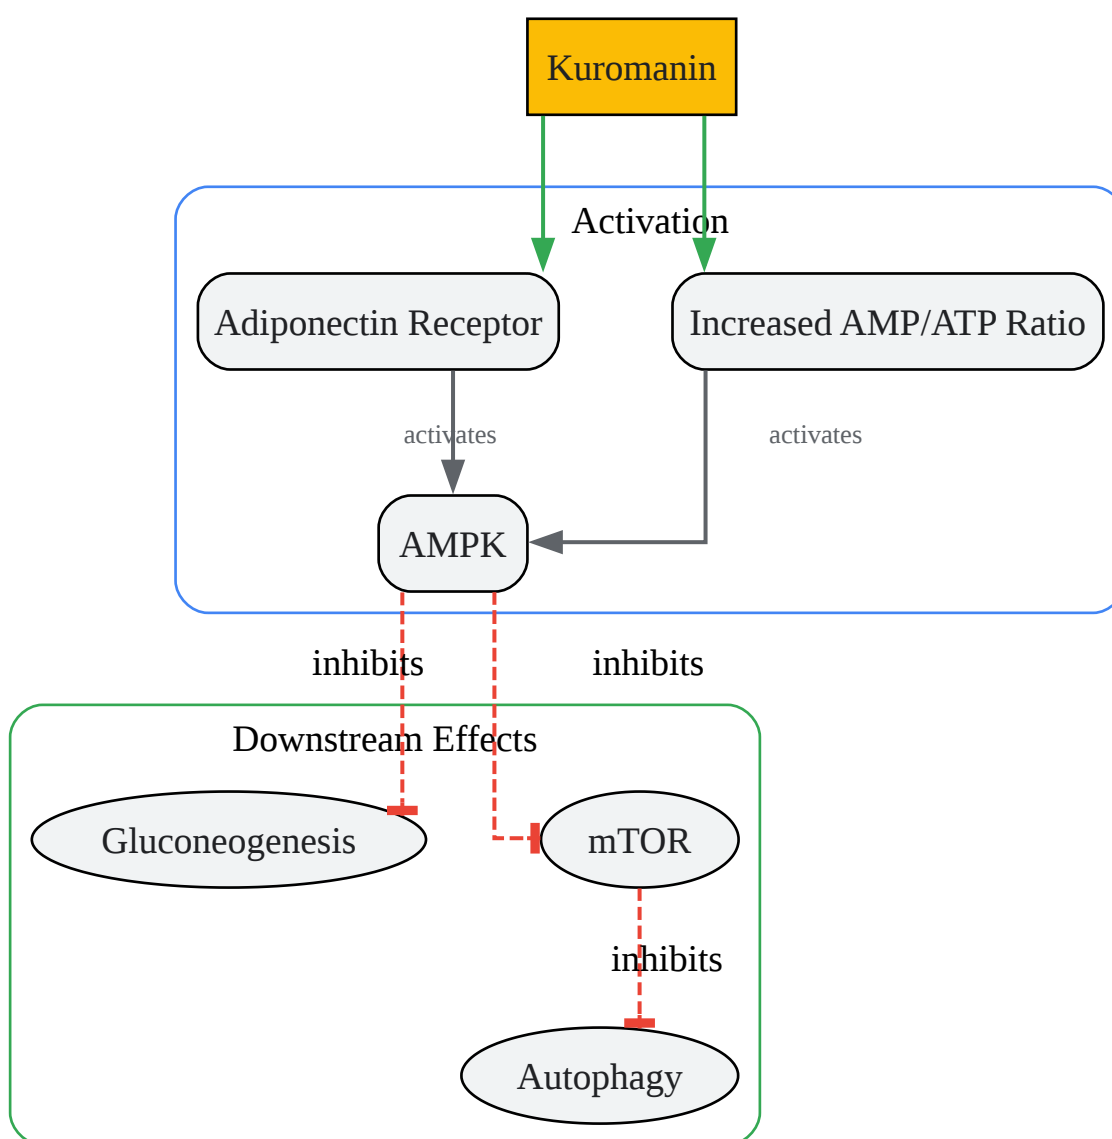 Kuromanin
Activation
Adiponectin Receptor
Increased AMP/ATP Ratio
activates
activates
AMPK
inhibits
inhibits
Downstream Effects
Gluconeogenesis
mTOR
inhibits
Autophagy